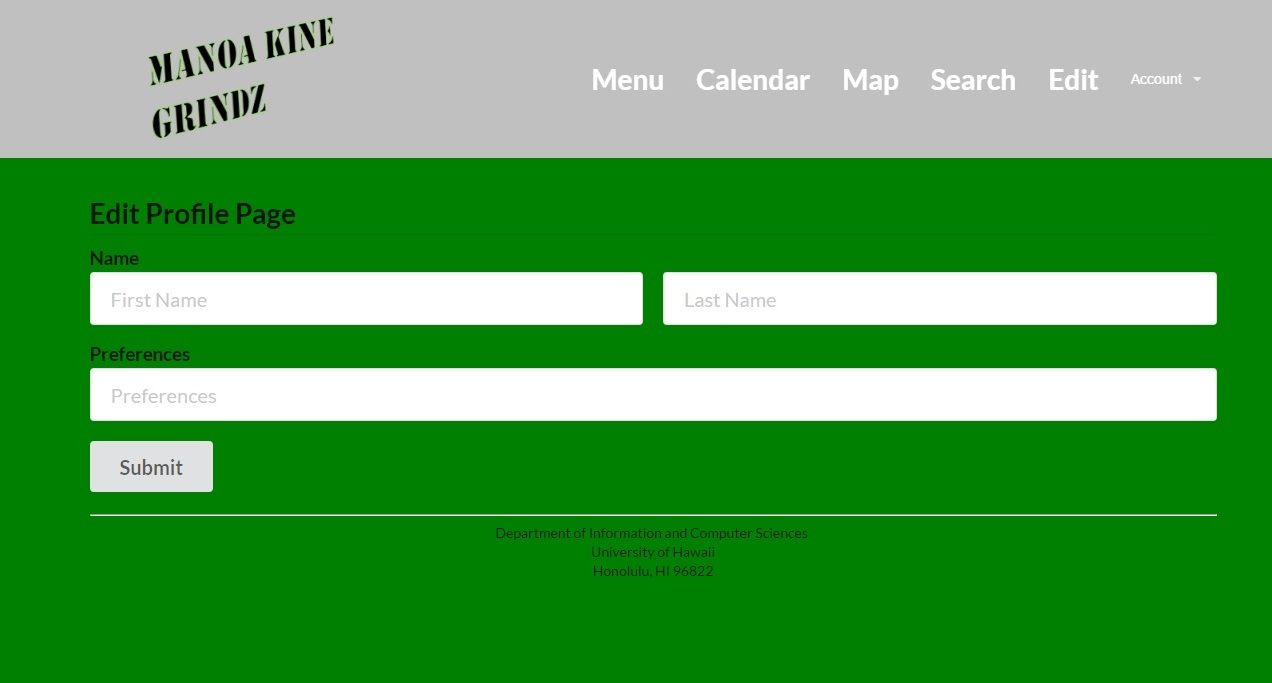 MANOA KINE
GRINDZ
Menu Calendar Map Search Edit Account
Edit Profile Page
Name
First Name Last Name
Preferences
Preferences
Submit
Department of Information and Computer Sciences
University of Hawaii
Honolulu, HI 96822